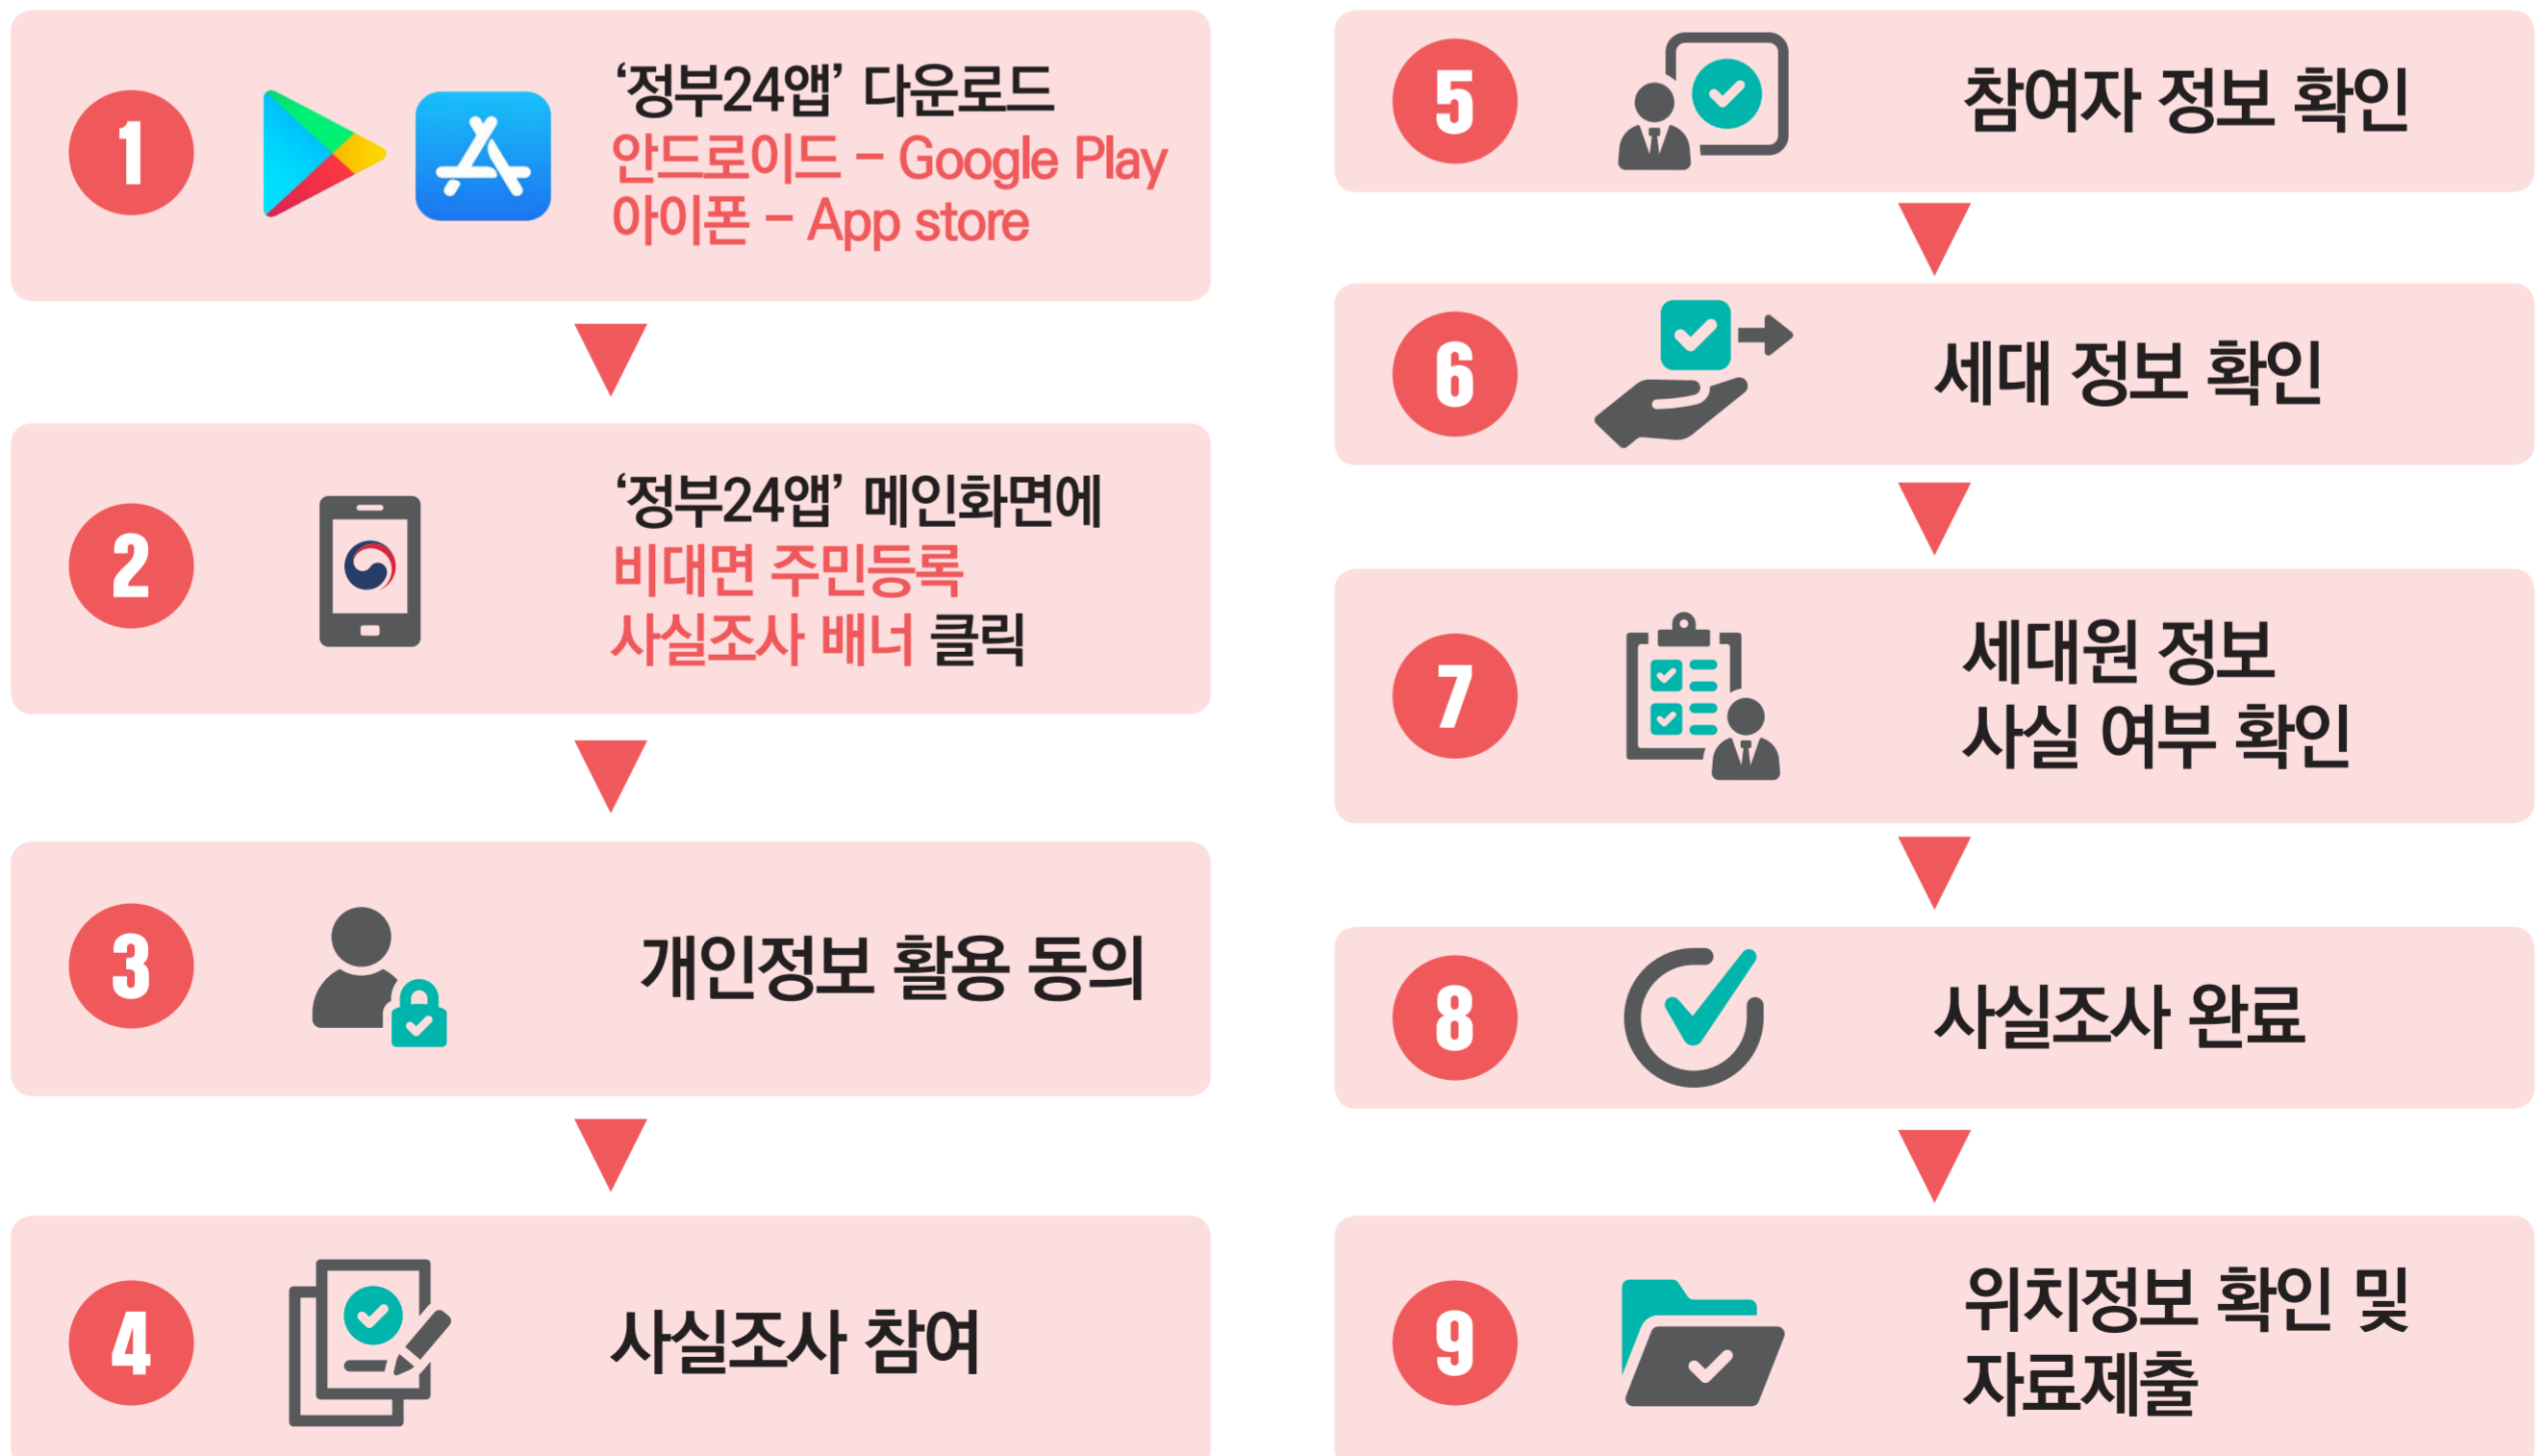 1
‘정부24앱’ 다운로드
안드로이드 - Google Play
아이폰 - App store
2
‘정부24앱’ 메인화면에
비대면 주민등록
사실조사 배너 클릭
3
개인정보 활용 동의
4
사실조사 참여
5
참여자 정보 확인
6
세대 정보 확인
7
세대원 정보
사실 여부 확인
8
사실조사 완료
9
위치정보 확인 및
자료제출